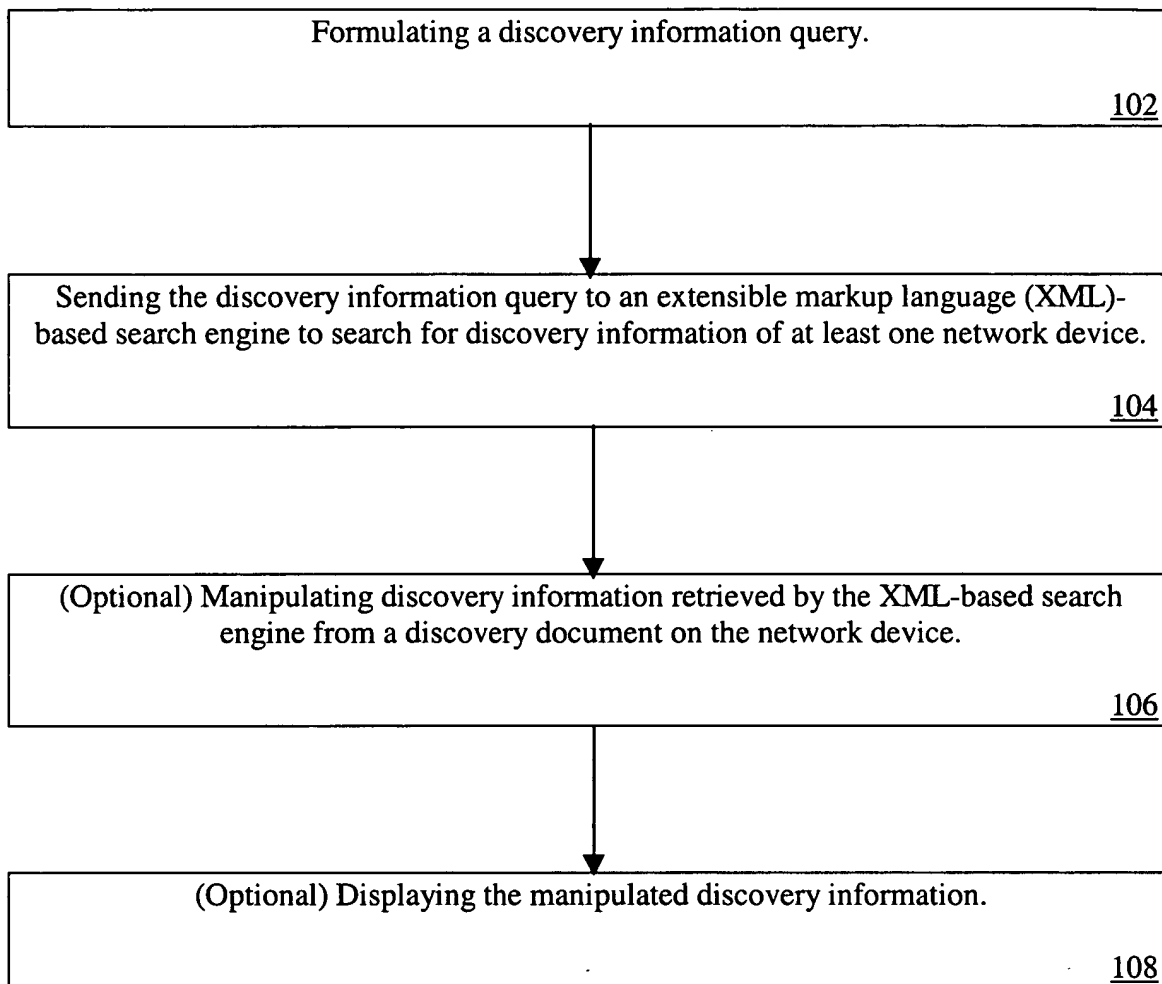 Formulating a discovery information query.
102
Sending the discovery information query to an extensible markup language (XML)-
based search engine to search for discovery information of at least one network device.
104
(Optional) Manipulating discovery information retrieved by the XML-based search
engine from a discovery document on the network device.
106
(Optional) Displaying the manipulated discovery information.
108